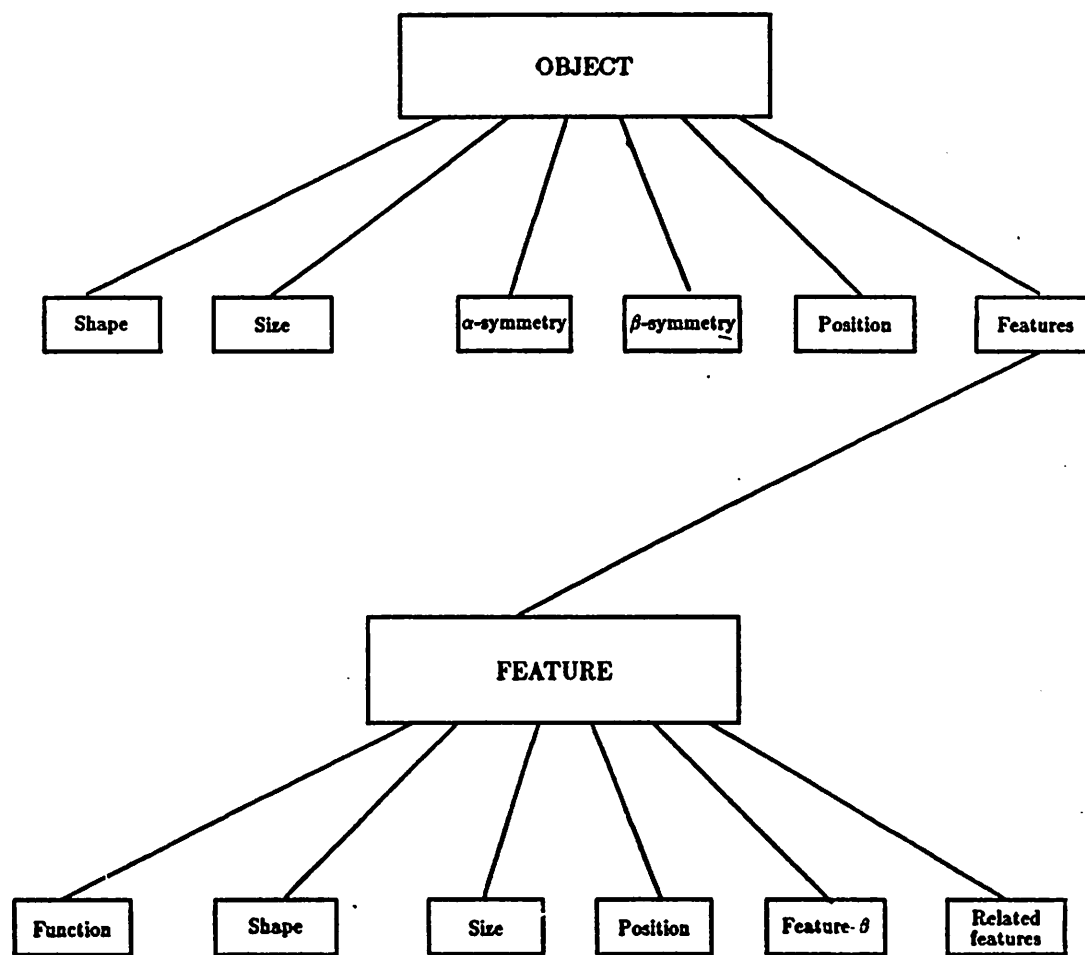 OBJECT
Shape
Size
α-symmetry
β-symmetry
Position
Features
FEATURE
Function
Shape
Size
Position
Feature- θ
Related
features